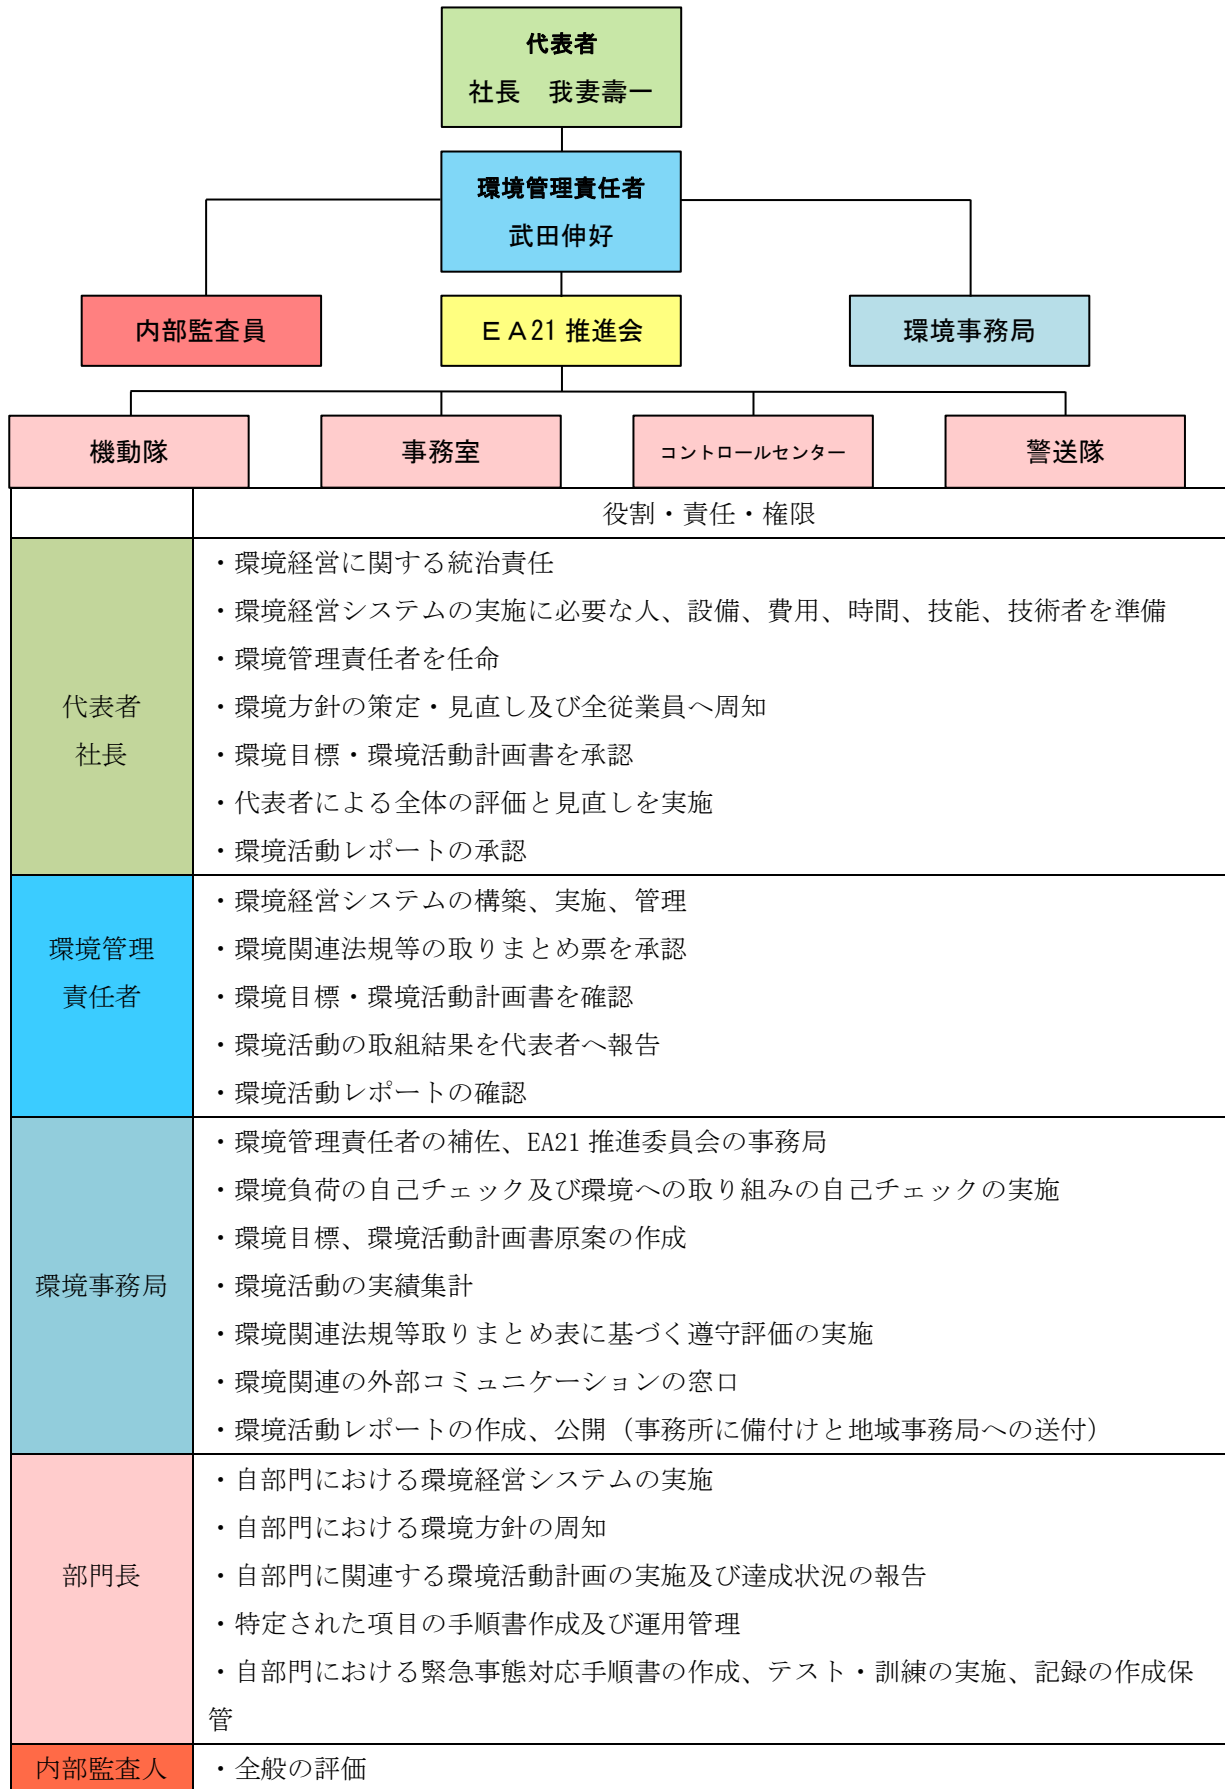 代表者
社長　我妻壽一
環境管理責任者
武田伸好
内部監査員
ＥＡ21 推進会
環境事務局
機動隊
事務室
コントロールセンター
警送隊
役割・責任・権限
代表者
社長
・環境経営に関する統治責任
・環境経営システムの実施に必要な人、設備、費用、時間、技能、技術者を準備
・環境管理責任者を任命
・環境方針の策定・見直し及び全従業員へ周知
・環境目標・環境活動計画書を承認
・代表者による全体の評価と見直しを実施
・環境活動レポートの承認
環境管理
責任者
・環境経営システムの構築、実施、管理
・環境関連法規等の取りまとめ票を承認
・環境目標・環境活動計画書を確認
・環境活動の取組結果を代表者へ報告
・環境活動レポートの確認
環境事務局
・環境管理責任者の補佐、EA21 推進委員会の事務局
・環境負荷の自己チェック及び環境への取り組みの自己チェックの実施
・環境目標、環境活動計画書原案の作成
・環境活動の実績集計
・環境関連法規等取りまとめ表に基づく遵守評価の実施
・環境関連の外部コミュニケーションの窓口
・環境活動レポートの作成、公開（事務所に備付けと地域事務局への送付）
部門長
・自部門における環境経営システムの実施
・自部門における環境方針の周知
・自部門に関連する環境活動計画の実施及び達成状況の報告
・特定された項目の手順書作成及び運用管理
・自部門における緊急事態対応手順書の作成、テスト・訓練の実施、記録の作成保
管
内部監査人
・全般の評価